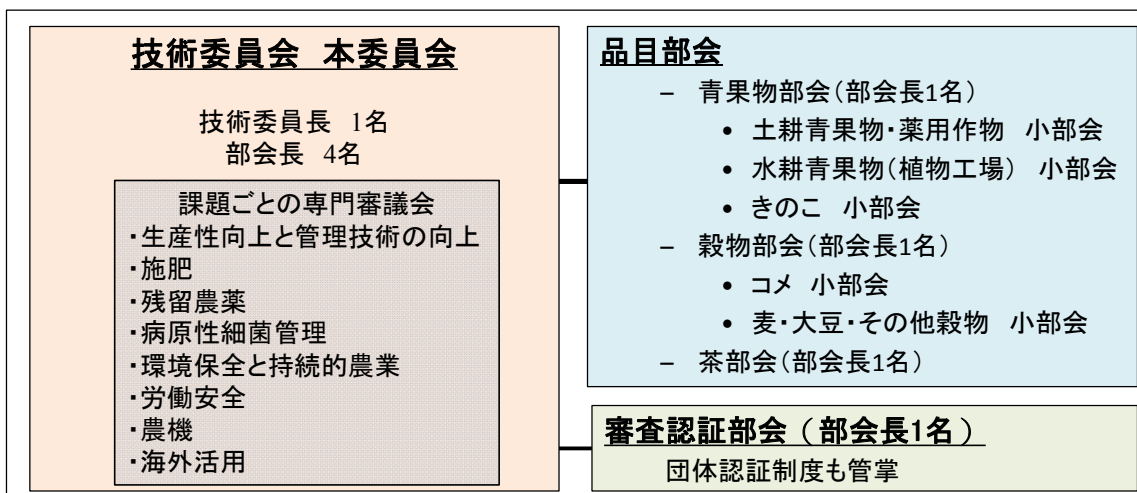 技術委員会 本委員会
技術委員長 1名
部会長 4名
課題ごとの専門審議会
・生産性向上と管理技術の向上
・施肥
・残留農薬
・病原性細菌管理
・環境保全と持続的農業
・労働安全
・農機
・海外活用
品目部会
– 青果物部会(部会長1名)
• 土耕青果物・薬用作物 小部会
• 水耕青果物(植物工場) 小部会
• きのこ 小部会
– 穀物部会(部会長1名)
• コメ 小部会
• 麦・大豆・その他穀物 小部会
– 茶部会(部会長1名)
審査認証部会(部会長1名)
団体認証制度も管掌